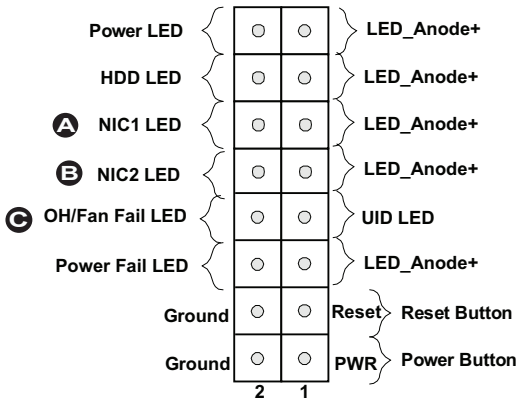 Power LED LED_Anode+
HDD LED LED_Anode+
A NIC1 LED LED_Anode+
B NIC2 LED LED_Anode+
C OH/Fan Fail LED UID LED
Power Fail LED LED_Anode+
Ground Reset Reset Button
Ground PWR Power Button
2 1